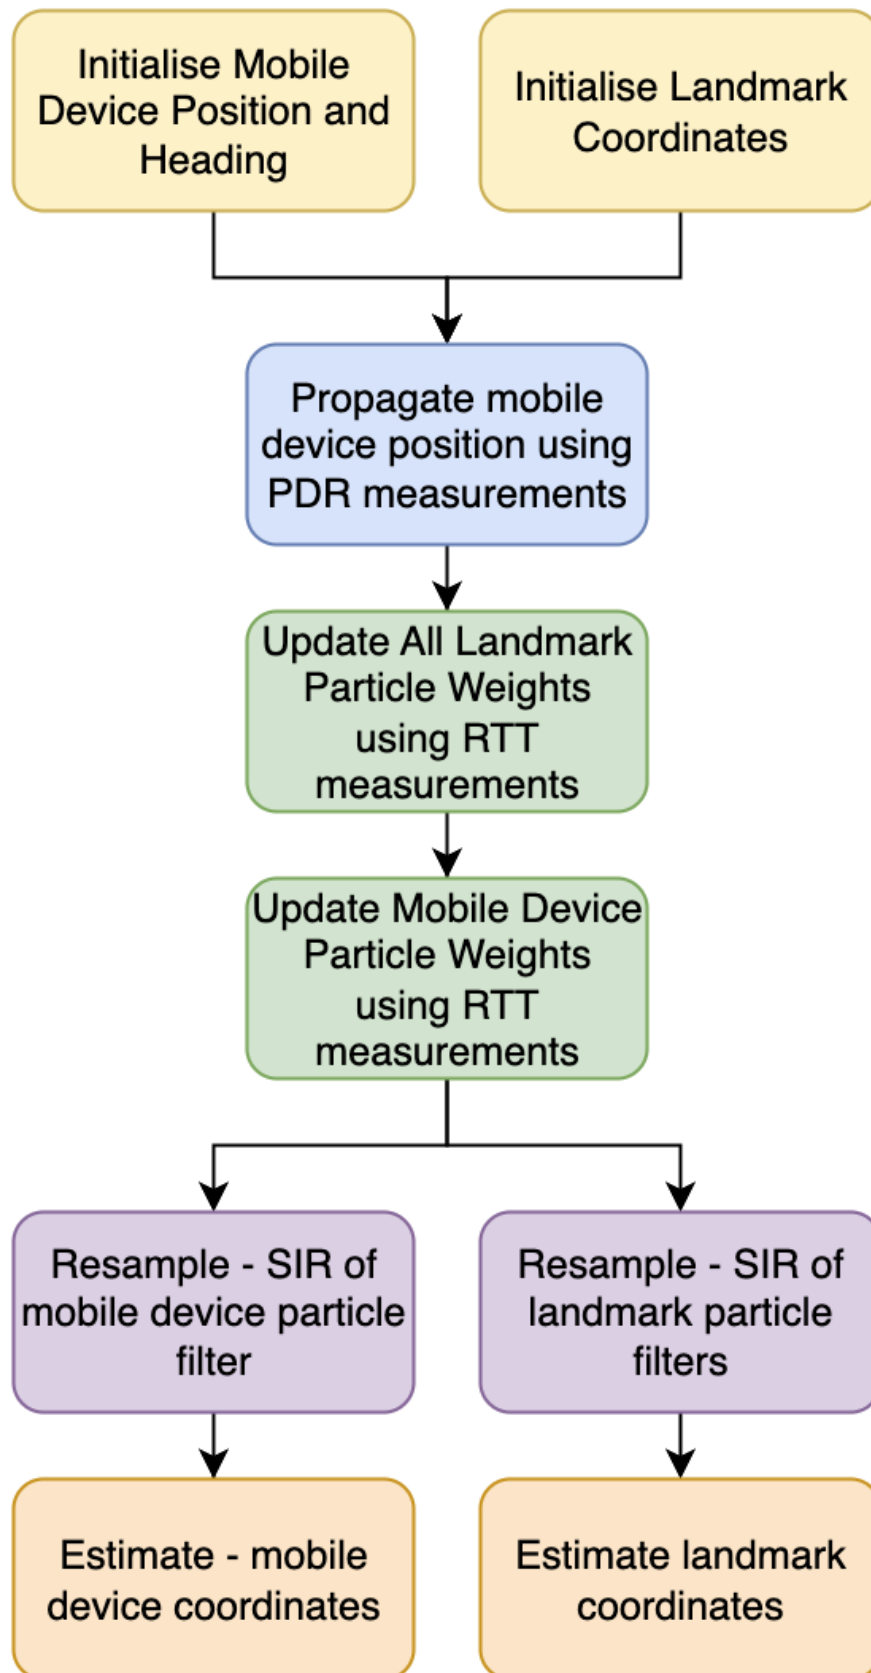 Initialise Mobile
Device Position and
Heading
Initialise Landmark
Coordinates
Propagate mobile
device position using
PDR measurements
Update All Landmark
Particle Weights
using RTT
measurements
Update Mobile Device
Particle Weights
using RTT
measurements
Resample - SIR of
mobile device particle
filter
Resample - SIR of
landmark particle
filters
Estimate - mobile
device coordinates
Estimate landmark
coordinates